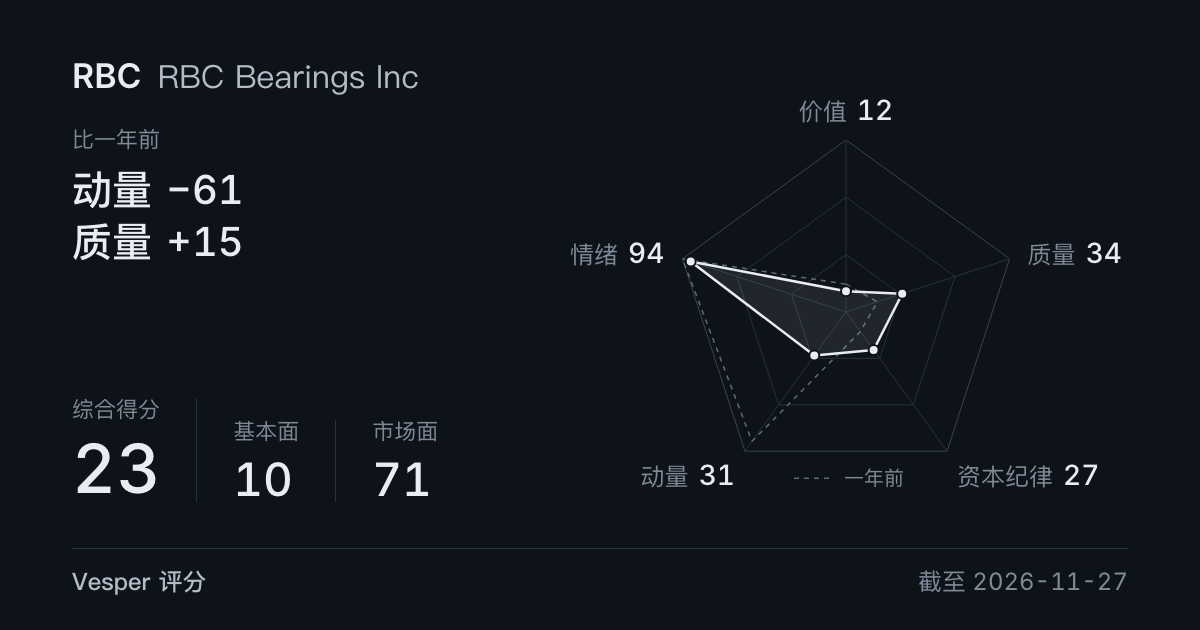 RBC RBC Bearings Inc
比一年前
动量 −61
质量 +15
综合得分
23
基本面
10
市场面
71
价值 12
情绪 94
质量 34
动量 31
一年前
资本纪律 27
Vesper 评分
截至 2026-11-27